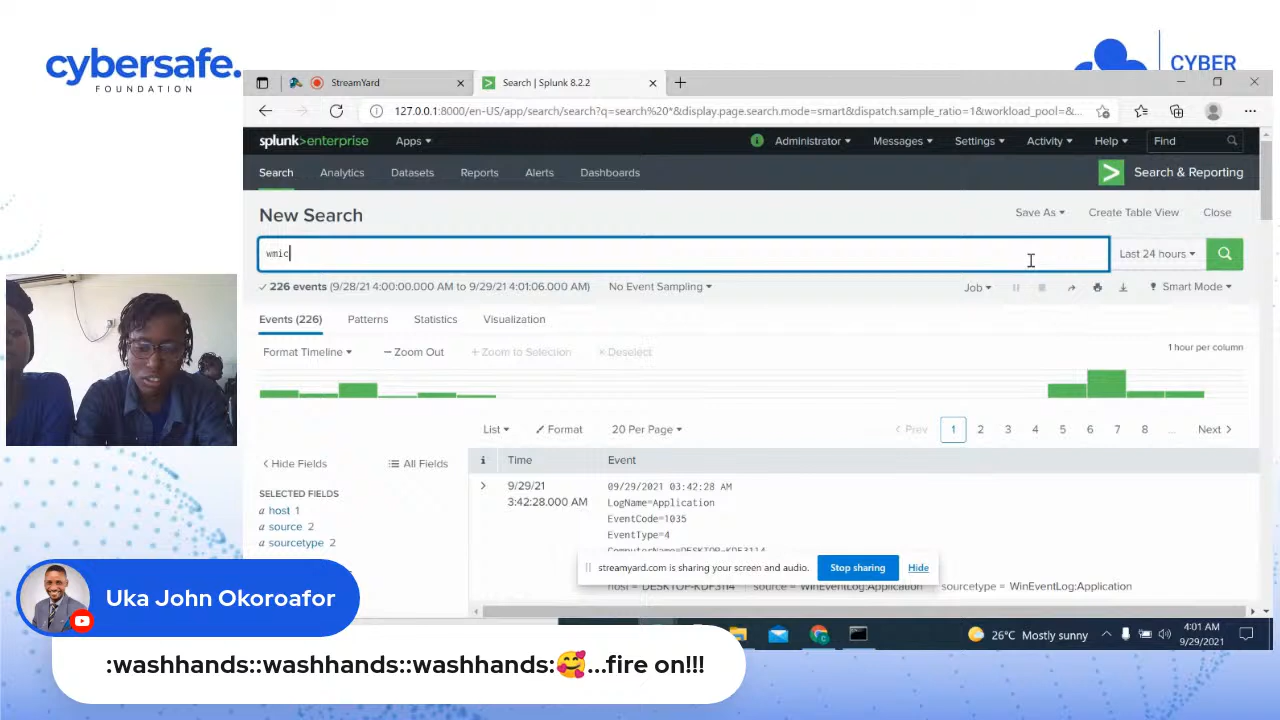 cybersafe.
FOUNDATION
CYBER
StreamYard
Search | Splunk 8.2.2
127.0.0.1:8000/en-US/app/search/search?q=search%20*&display.page.search.mode=smart&dispatch.sample_ratio=1&workload_pool=&...
splunk>enterprise Apps Administrator Messages Settings Activity Help Find
Search Analytics Datasets Reports Alerts Dashboards Search & Reporting
New Search Save As Create Table View Close
wmic Last 24 hours
226 events (9/28/21 4:00:00.000 AM to 9/29/21 4:01:06.000 AM) No Event Sampling Job Smart Mode
Events (226) Patterns Statistics Visualization
Format Timeline − Zoom Out + Zoom to Selection × Deselect 1 hour per column
List Format 20 Per Page < Prev 1 2 3 4 5 6 7 8 ... Next >
< Hide Fields All Fields i Time Event
SELECTED FIELDS
a host 1
a source 2
a sourcetype 2
> 9/29/21
3:42:28.000 AM
09/29/2021 03:42:28 AM
LogName=Application
EventCode=1035
EventType=4
ComputerName=DESKTOP-KDF3114
streamyard.com is sharing your screen and audio. Stop sharing Hide
host = DESKTOP-KDF3114 source = WinEventLog:Application sourcetype = WinEventLog:Application
26°C Mostly sunny 4:01 AM
9/29/2021
Uka John Okoroafor
:washhands::washhands::washhands:🥰...fire on!!!